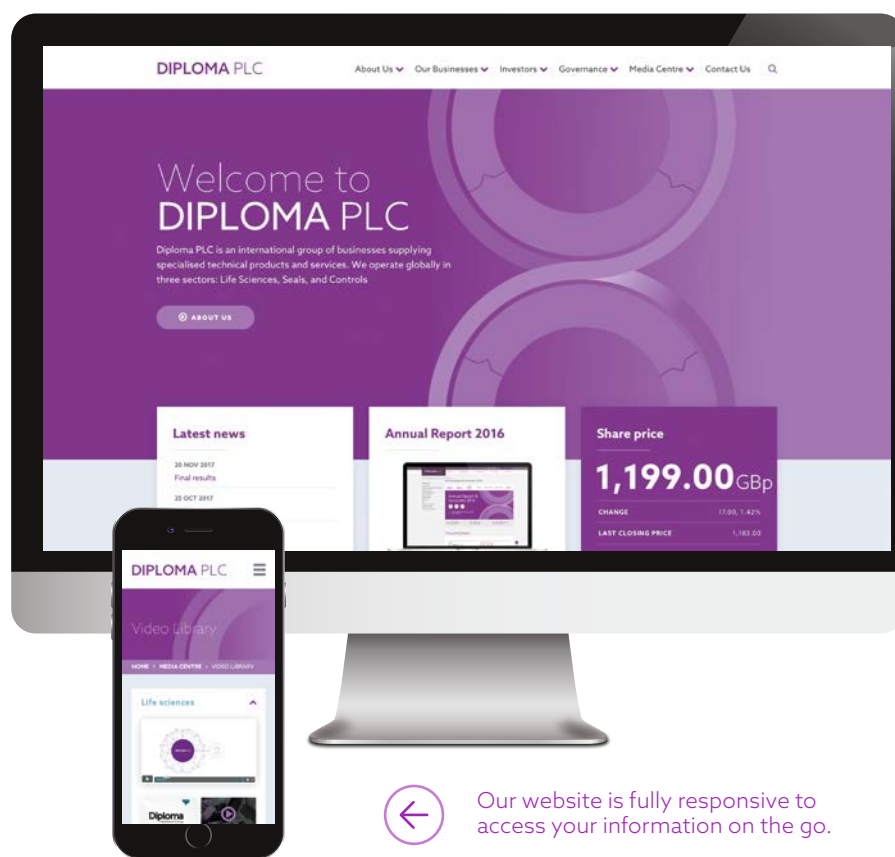 DIPLOMA PLC
About Us Our Businesses Investors Governance Media Centre Contact Us
Welcome to
DIPLOMA PLC
Diploma PLC is an international group of businesses supplying
specialised technical products and services. We operate globally in
three sectors: Life Sciences, Seals, and Controls
ABOUT US
Latest news
20 NOV 2017
Final results
25 OCT 2017
Annual Report 2016
Share price
1,199.00GBp
CHANGE 17.00, 1.42%
LAST CLOSING PRICE 1,182.00
DIPLOMA PLC
Video Library
HOME > MEDIA CENTRE > VIDEO LIBRARY
Life sciences
Diploma
Our website is fully responsive to
access your information on the go.